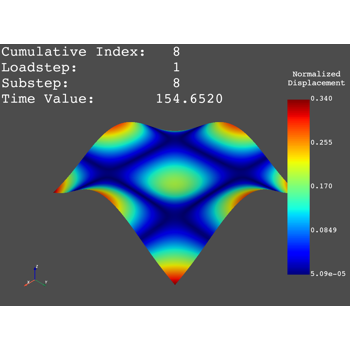 Cumulative Index: 8
Loadstep: 1
Substep: 8
Time Value: 154.6520
Normalized
Displacement
0.340
0.255
0.170
0.0849
5.09e-05